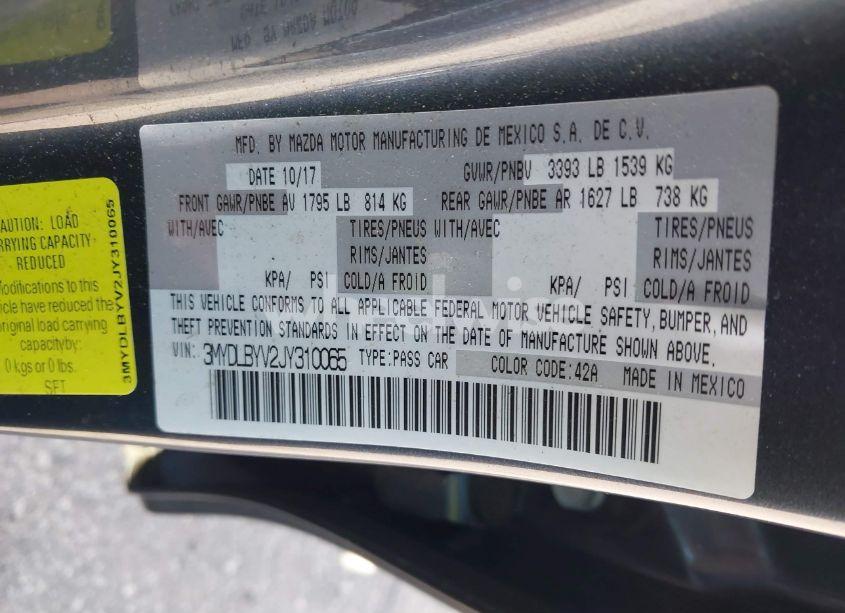 MFD. BY MAZDA MOTOR MANUFACTURING DE MEXICO S.A. DE C.V.
DATE 10/17 GVWR/PNBV 3393 LB 1539 KG
FRONT GAWR/PNBE AV 1795 LB 814 KG REAR GAWR/PNBE AR 1627 LB 738 KG
WITH/AVEC TIRES/PNEUS WITH/AVEC TIRES/PNEUS
RIMS/JANTES RIMS/JANTES
KPA/ PSI COLD/A FROID KPA/ PSI COLD/A FROID
THIS VEHICLE CONFORMS TO ALL APPLICABLE FEDERAL MOTOR VEHICLE SAFETY, BUMPER, AND
THEFT PREVENTION STANDARDS IN EFFECT ON THE DATE OF MANUFACTURE SHOWN ABOVE.
VIN: 3MYDLBYV2JY310065 TYPE:PASS CAR COLOR CODE:42A MADE IN MEXICO
CAUTION: LOAD
CAPACITY
REDUCED
Modifications to this
have reduced the
original load carrying
capacity by:
0 kgs or 0 lbs.
SET
3MYDLBYV2JY310065